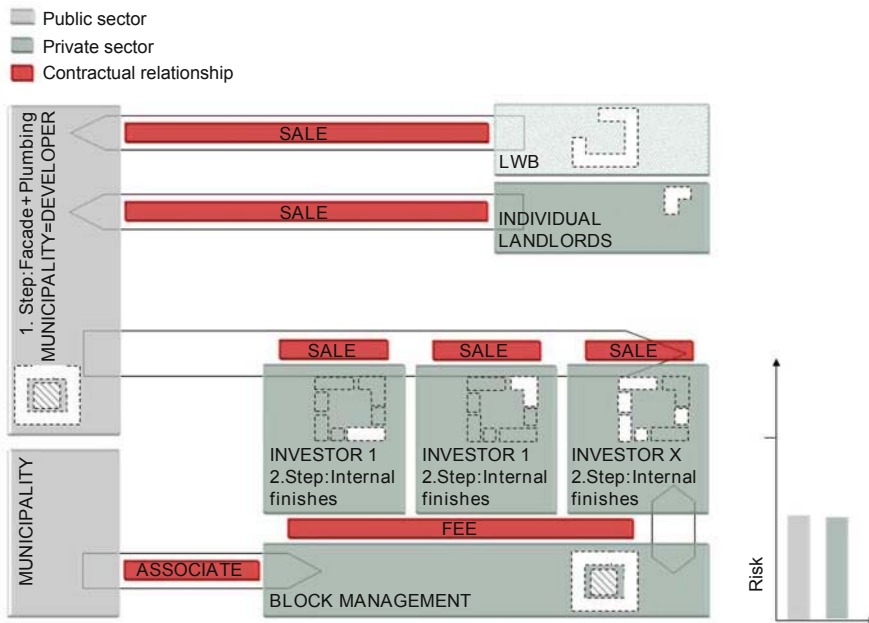 Public sector
Private sector
Contractual relationship
1. Step:Facade+Plumbing
MUNICIPALITY=DEVELOPER
SALE
LWB
SALE
INDIVIDUAL
LANDLORDS
SALE
SALE
SALE
INVESTOR 1
2.Step:Internal
finishes
INVESTOR 1
2.Step:Internal
finishes
INVESTOR X
2.Step:Internal
finishes
FEE
MUNICIPALITY
ASSOCIATE
BLOCK MANAGEMENT
Risk